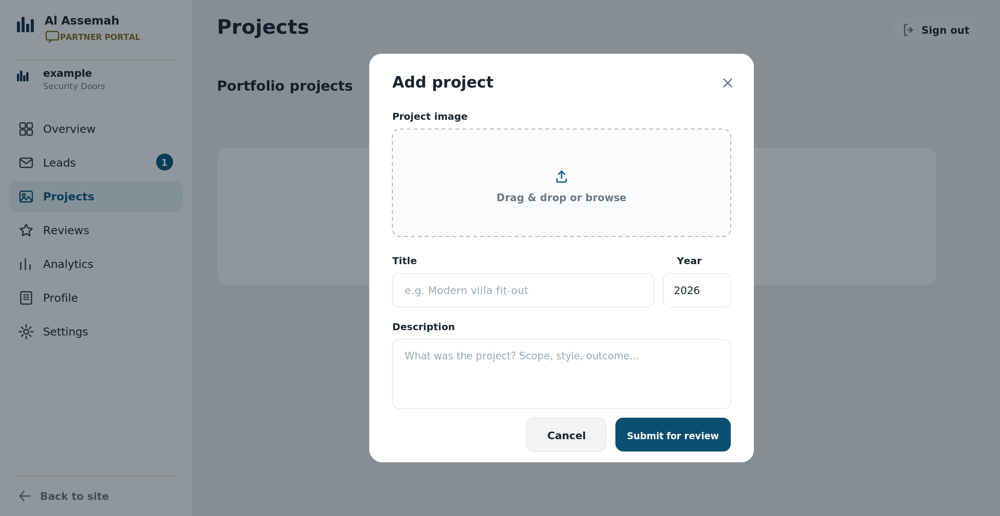 Al Assemah
PARTNER PORTAL
example
Security Doors
Overview
Leads
1
Projects
Reviews
Analytics
Profile
Settings
Back to site
Projects
Sign out
Portfolio projects
Add project
Project image
Drag & drop or browse
Title
Year
e.g. Modern villa fit-out
2026
Description
What was the project? Scope, style, outcome...
Cancel
Submit for review